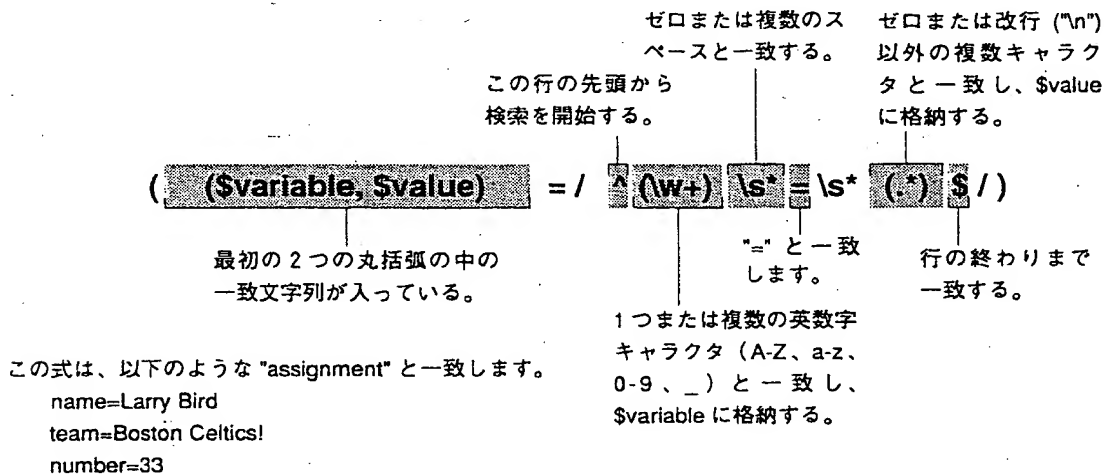 ゼロまたは複数のス
ペースと一致する。
ゼロまたは改行 ("\n")
以外の複数キャラク
タと一致し、$value
に格納する。
この行の先頭から
検索を開始する。
( ($variable, $value) = / ^ (\w+) \s* = \s* (.*) $ / )
最初の2つの丸括弧の中の
一致文字列が入っている。
"=" と一致
します。
行の終わりまで
一致する。
1つまたは複数の英数字
キャラクタ(A-Z、a-z、
0-9、_)と一致し、
$variable に格納する。
この式は、以下のような "assignment" と一致します。
name=Larry Bird
team=Boston Celtics!
number=33